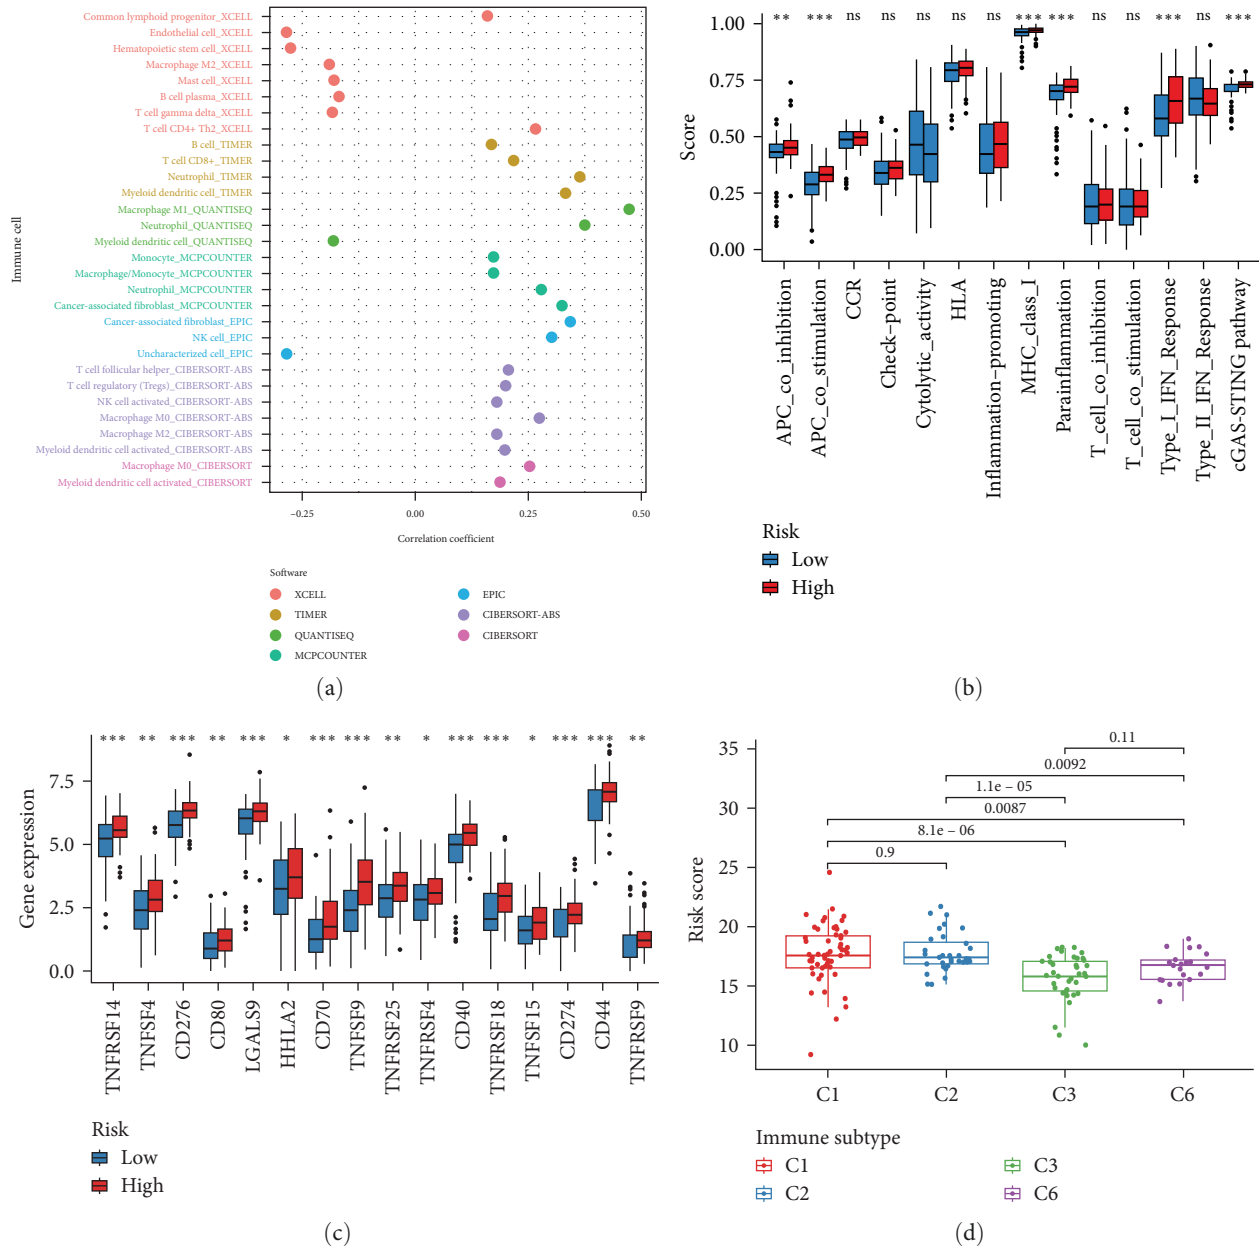 Immune cell
Common lymphoid progenitor_XCELL
Endothelial cell_XCELL
Hematopoietic stem cell_XCELL
Macrophage M2_XCELL
Mast cell_XCELL
B cell plasma_XCELL
T cell gamma delta_XCELL
T cell CD4+ Th2_XCELL
B cell_TIMER
T cell CD8+_TIMER
Neutrophil_TIMER
Myeloid dendritic cell_TIMER
Macrophage M1_QUANTISEQ
Neutrophil_QUANTISEQ
Myeloid dendritic cell_QUANTISEQ
Monocyte_MCPCOUNTER
Macrophage/Monocyte_MCPCOUNTER
Neutrophil_MCPCOUNTER
Cancer-associated fibroblast_MCPCOUNTER
Cancer-associated fibroblast_EPIC
NK cell_EPIC
Uncharacterized cell_EPIC
T cell follicular helper_CIBERSORT-ABS
T cell regulatory (Tregs)_CIBERSORT-ABS
NK cell activated_CIBERSORT-ABS
Macrophage M0_CIBERSORT-ABS
Macrophage M2_CIBERSORT-ABS
Myeloid dendritic cell activated_CIBERSORT-ABS
Macrophage M0_CIBERSORT
Myeloid dendritic cell activated_CIBERSORT
−0.25 0.00 0.25 0.50
Correlation coefficient
Software
XCELL
TIMER
QUANTISEQ
MCPCOUNTER
EPIC
CIBERSORT-ABS
CIBERSORT
(a)
** *** ns ns ns ns ns *** *** ns ns *** ns ***
Score
1.00
0.75
0.50
0.25
0.00
APC_co_inhibition
APC_co_stimulation
CCR
Check−point
Cytolytic_activity
HLA
Inflammation−promoting
MHC_class_I
Parainflammation
T_cell_co_inhibition
T_cell_co_stimulation
Type_I_IFN_Response
Type_II_IFN_Response
cGAS-STING pathway
Risk
Low
High
(b)
*** ** *** ** *** * *** *** ** * *** *** * *** *** **
Gene expression
7.5
5.0
2.5
0.0
TNFRSF14
TNFSF4
CD276
CD80
LGALS9
HHLA2
CD70
TNFSF9
TNFRSF25
TNFRSF4
CD40
TNFRSF18
TNFSF15
CD274
CD44
TNFRSF9
Risk
Low
High
(c)
Risk score
35
30
25
20
15
10
0.11
0.0092
1.1e − 05
0.0087
8.1e − 06
0.9
C1 C2 C3 C6
Immune subtype
C1
C2
C3
C6
(d)